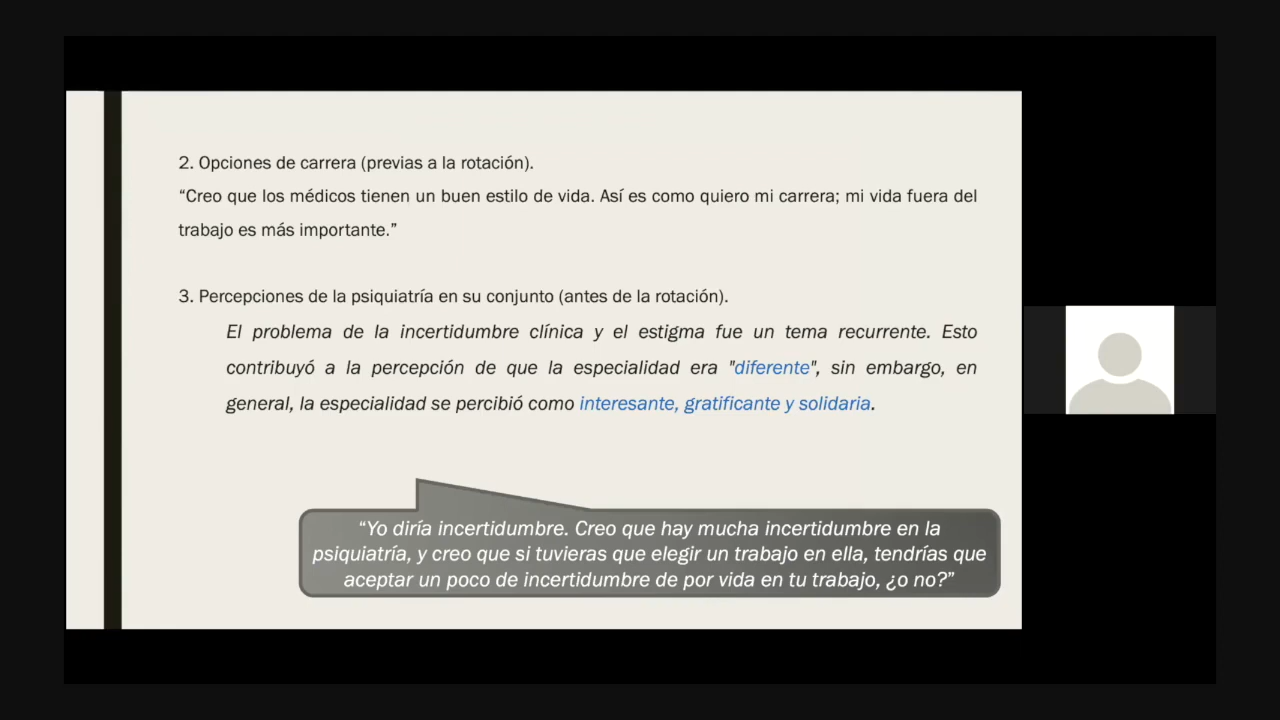 2. Opciones de carrera (previas a la rotación).
“Creo que los médicos tienen un buen estilo de vida. Así es como quiero mi carrera; mi vida fuera del
trabajo es más importante.”
3. Percepciones de la psiquiatría en su conjunto (antes de la rotación).
El problema de la incertidumbre clínica y el estigma fue un tema recurrente. Esto
contribuyó a la percepción de que la especialidad era "diferente", sin embargo, en
general, la especialidad se percibió como interesante, gratificante y solidaria.
“Yo diría incertidumbre. Creo que hay mucha incertidumbre en la
psiquiatría, y creo que si tuvieras que elegir un trabajo en ella, tendrías que
aceptar un poco de incertidumbre de por vida en tu trabajo, ¿o no?”